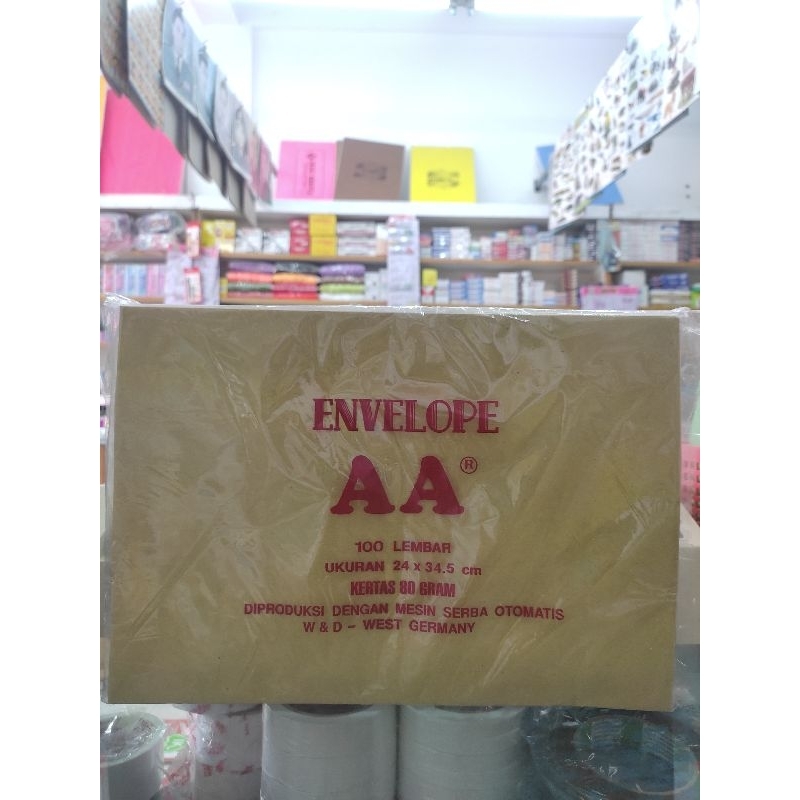 ENVELOPE
AA®
100 LEMBAR
UKURAN 24 x 34.5 cm
KERTAS 80 GRAM
DIPRODUKSI DENGAN MESIN SERBA OTOMATIS
W & D - WEST GERMANY